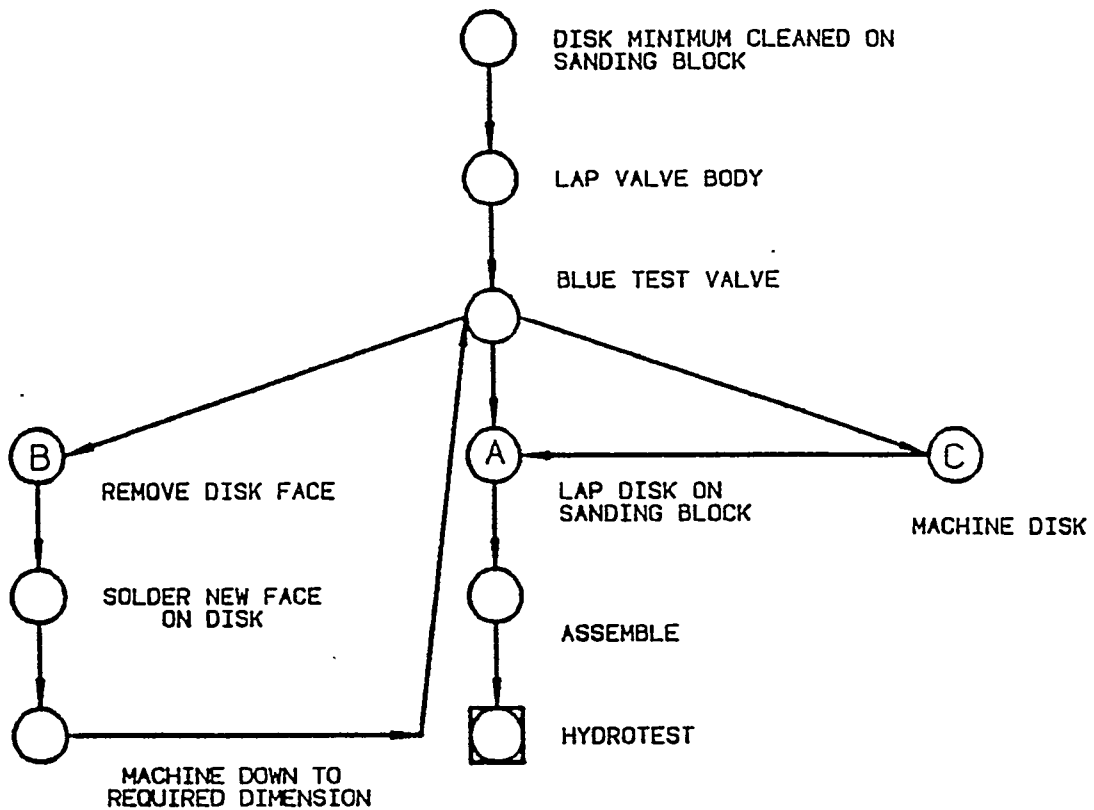 DISK MINIMUM CLEANED ON
SANDING BLOCK
LAP VALVE BODY
BLUE TEST VALVE
B
A
C
REMOVE DISK FACE
LAP DISK ON
SANDING BLOCK
MACHINE DISK
SOLDER NEW FACE
ON DISK
ASSEMBLE
HYDROTEST
MACHINE DOWN TO
REQUIRED DIMENSION